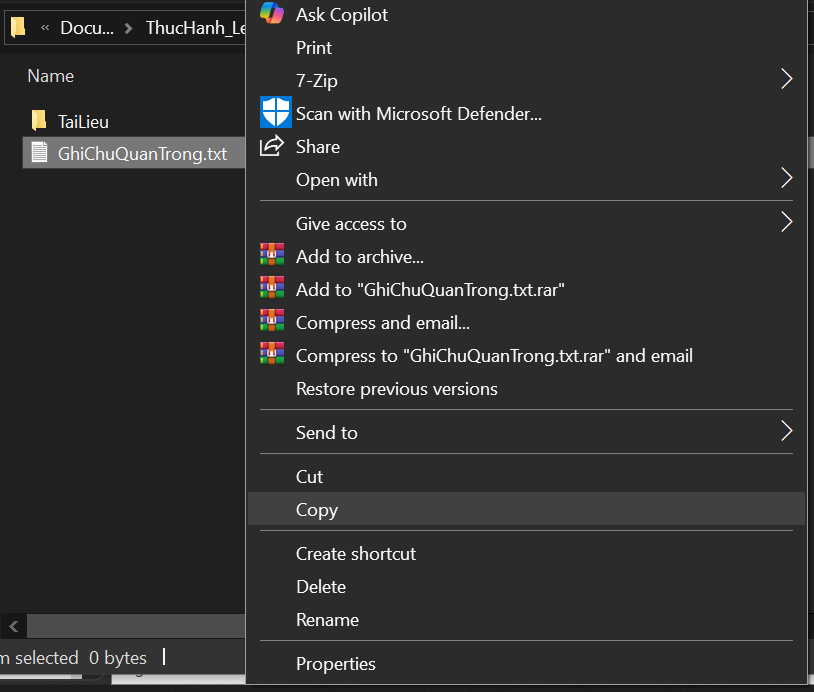 « Docu... > ThucHanh_Le
Name
TaiLieu
GhiChuQuanTrong.txt
Ask Copilot
Print
7-Zip
Scan with Microsoft Defender...
Share
Open with
Give access to
Add to archive...
Add to "GhiChuQuanTrong.txt.rar"
Compress and email...
Compress to "GhiChuQuanTrong.txt.rar" and email
Restore previous versions
Send to
Cut
Copy
Create shortcut
Delete
Rename
Properties
selected 0 bytes